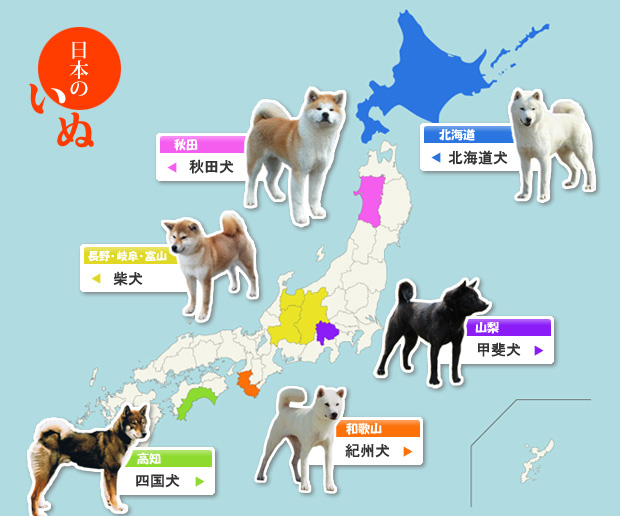 日本の
いぬ
北海道
◀ 北海道犬
秋田
◀ 秋田犬
長野・岐阜・富山
◀ 柴犬
山梨
甲斐犬 ▶
和歌山
紀州犬 ▶
高知
四国犬 ▶